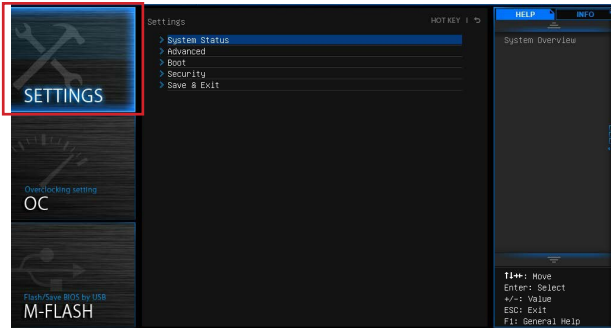 SETTINGS
Overclocking setting
OC
Flash/Save BIOS by USB
M-FLASH
Settings
HOT KEY |
> System Status
> Advanced
> Boot
> Security
> Save & Exit
HELP
INFO
System Overview
↑↓→←: Move
Enter: Select
+/-: Value
ESC: Exit
F1: General Help